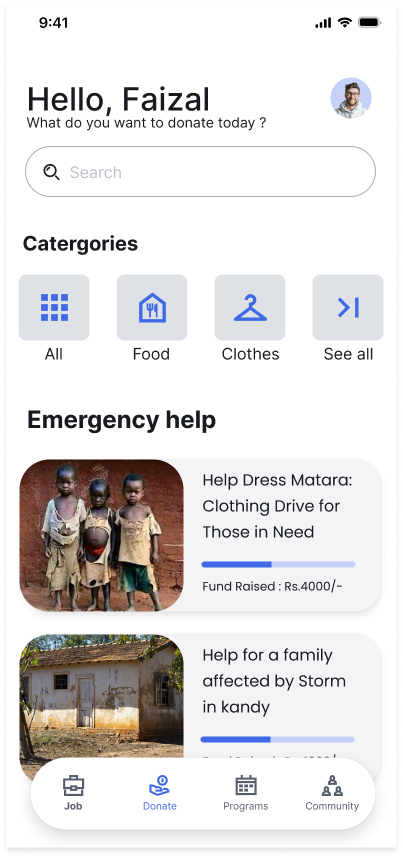 9:41
Hello, Faizal
What do you want to donate today ?
Search
Catergories
All
Food
Clothes
See all
Emergency help
Help Dress Matara:
Clothing Drive for
Those in Need
Fund Raised : Rs.4000/-
Help for a family
affected by Storm
in kandy
Job
Donate
Programs
Community